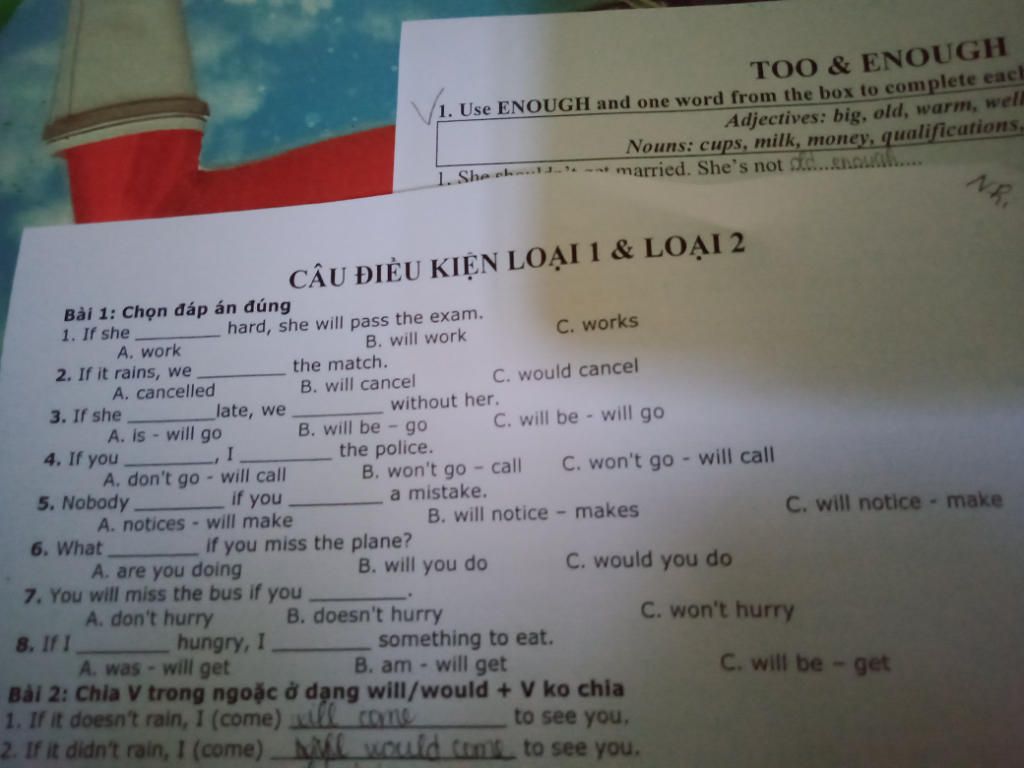 TOO & ENOUGH
1. Use ENOUGH and one word from the box to complete each
Adjectives: big, old, warm, well
Nouns: cups, milk, money, qualifications,
1. She shouldn't get married. She's not old enough
NR.
CÂU ĐIỀU KIỆN LOẠI 1 & LOẠI 2
Bài 1: Chọn đáp án đúng
1. If she ________ hard, she will pass the exam.
A. work B. will work C. works
2. If it rains, we ________ the match.
A. cancelled B. will cancel C. would cancel
3. If she ________late, we ________ without her.
A. is - will go B. will be – go C. will be - will go
4. If you ________, I ________ the police.
A. don't go - will call B. won't go – call C. won't go - will call
5. Nobody ________ if you ________ a mistake.
A. notices - will make B. will notice – makes C. will notice - make
6. What ________ if you miss the plane?
A. are you doing B. will you do C. would you do
7. You will miss the bus if you ________.
A. don't hurry B. doesn't hurry C. won't hurry
8. If I ________ hungry, I ________ something to eat.
A. was - will get B. am - will get C. will be – get
Bài 2: Chia V trong ngoặc ở dạng will/would + V ko chia
1. If it doesn't rain, I (come) will come to see you.
2. If it didn't rain, I (come) would come to see you.